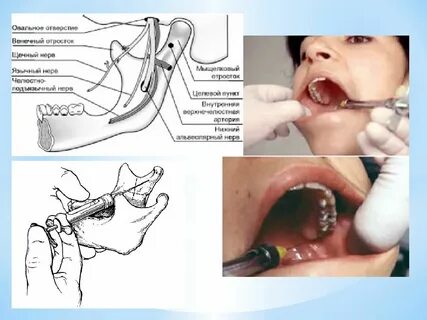 Овальное отверстие
Венечный отросток
Щечный нерв
Язычный нерв
Челюстно-
подъязычный нерв
Мыщелковый
отросток
Целевой пункт
Внутренняя
верхнечелюстная
артерия
Нижний
альвеолярный нерв